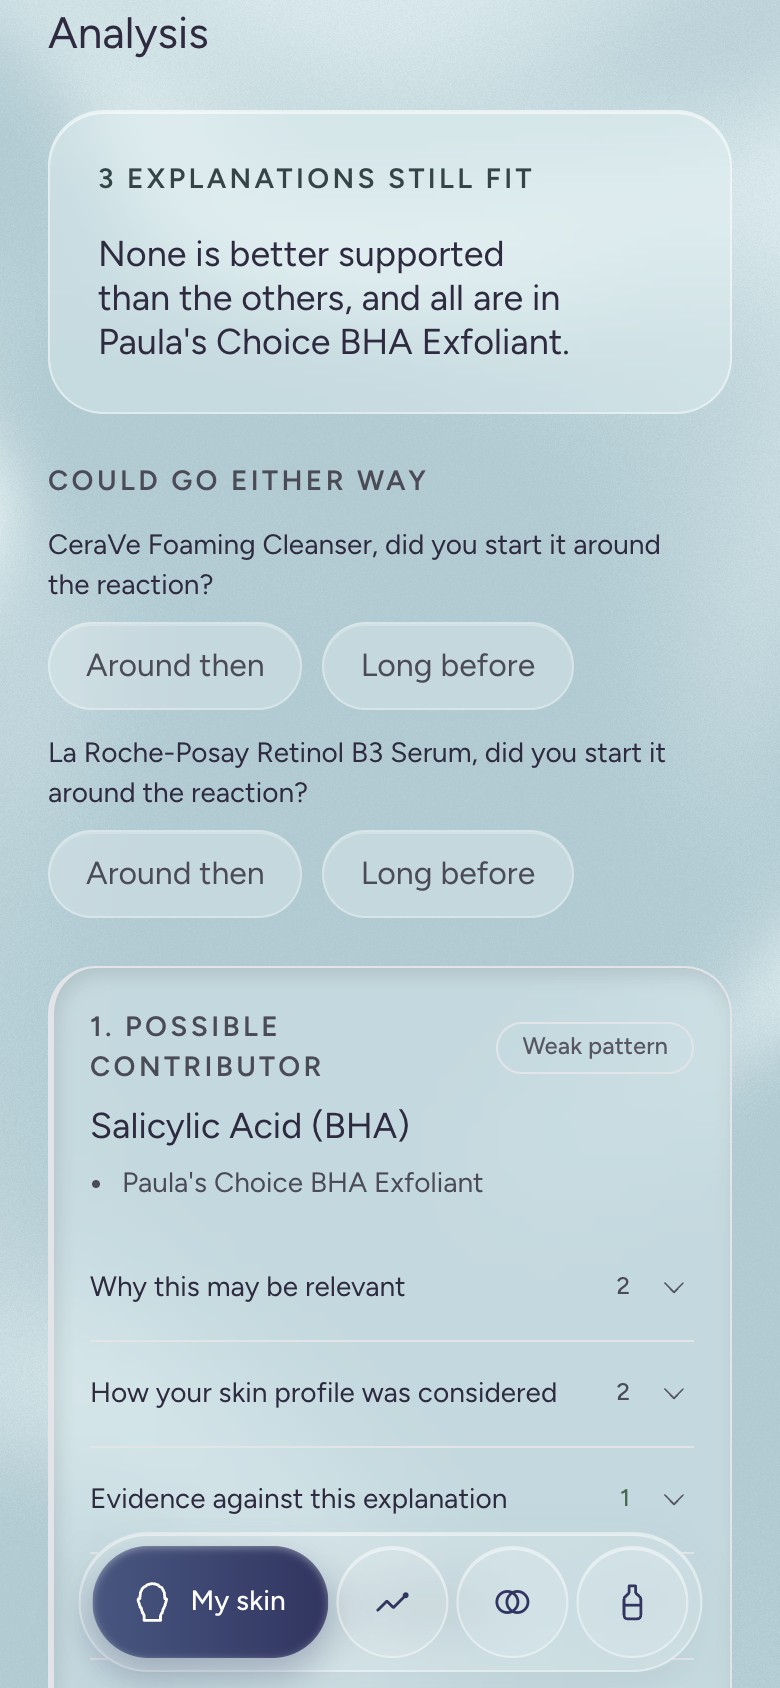 Analysis
3 EXPLANATIONS STILL FIT
None is better supported
than the others, and all are in
Paula's Choice BHA Exfoliant.
COULD GO EITHER WAY
CeraVe Foaming Cleanser, did you start it around
the reaction?
Around then
Long before
La Roche-Posay Retinol B3 Serum, did you start it
around the reaction?
Around then
Long before
1. POSSIBLE
CONTRIBUTOR
Weak pattern
Salicylic Acid (BHA)
• Paula's Choice BHA Exfoliant
Why this may be relevant 2
How your skin profile was considered 2
Evidence against this explanation 1
My skin